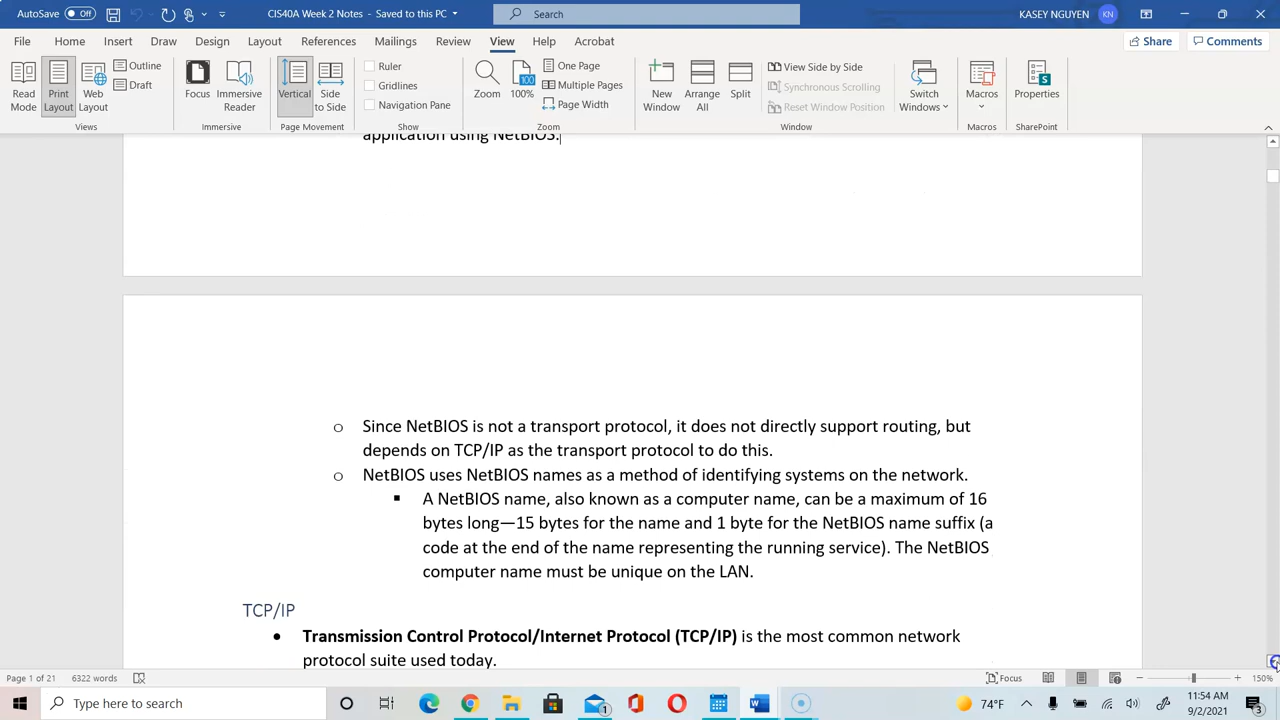 AutoSave Off CIS40A Week 2 Notes - Saved to this PC Search KASEY NGUYEN KN
File Home Insert Draw Design Layout References Mailings Review View Help Acrobat Share Comments
Read Mode Print Layout Web Layout Outline Draft
Focus Immersive Reader
Vertical Side to Side
Ruler Gridlines Navigation Pane
Zoom 100% One Page Multiple Pages Page Width
New Window Arrange All Split View Side by Side Synchronous Scrolling Reset Window Position Switch Windows
Macros Properties
Views Immersive Page Movement Show Zoom Window Macros SharePoint
application using NetBIOS.
o Since NetBIOS is not a transport protocol, it does not directly support routing, but
depends on TCP/IP as the transport protocol to do this.
o NetBIOS uses NetBIOS names as a method of identifying systems on the network.
▪ A NetBIOS name, also known as a computer name, can be a maximum of 16
bytes long—15 bytes for the name and 1 byte for the NetBIOS name suffix (a
code at the end of the name representing the running service). The NetBIOS
computer name must be unique on the LAN.
TCP/IP
• Transmission Control Protocol/Internet Protocol (TCP/IP) is the most common network
protocol suite used today.
Page 1 of 21 6322 words Focus 150%
Type here to search 1 74°F 11:54 AM
9/2/2021 3